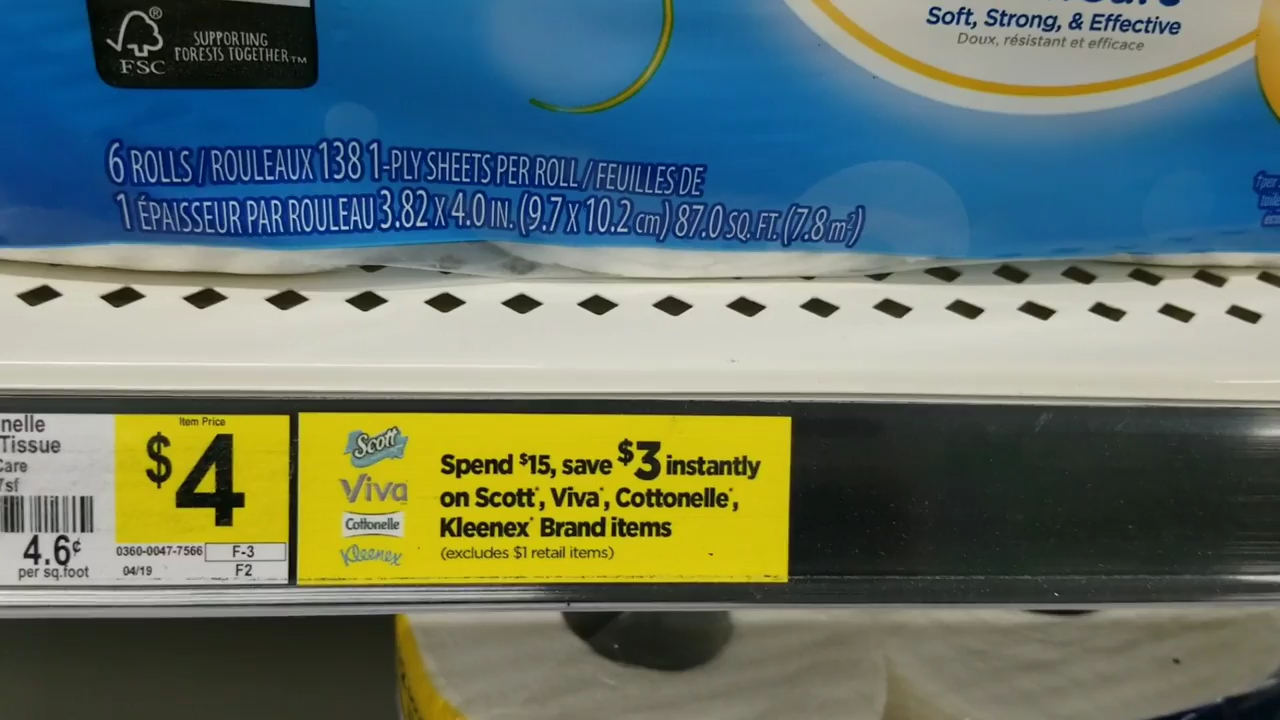 Soft, Strong, & Effective
Doux, résistant et efficace
®
FSC
SUPPORTING
FORESTS TOGETHER™
6 ROLLS / ROULEAUX 138 1-PLY SHEETS PER ROLL / FEUILLES DE
1 ÉPAISSEUR PAR ROULEAU 3.82 X 4.0 IN. (9.7 X 10.2 cm) 87.0 SQ. FT. (7.8 m²)
nelle
Tissue
Care
7sf
4.6¢
per sq.foot
Item Price
$4
0360-0047-7566
F-3
04/19
F2
Scott
Viva
Cottonelle
Kleenex
Spend $15, save $3 instantly
on Scott®, Viva®, Cottonelle®,
Kleenex® Brand items
(excludes $1 retail items)